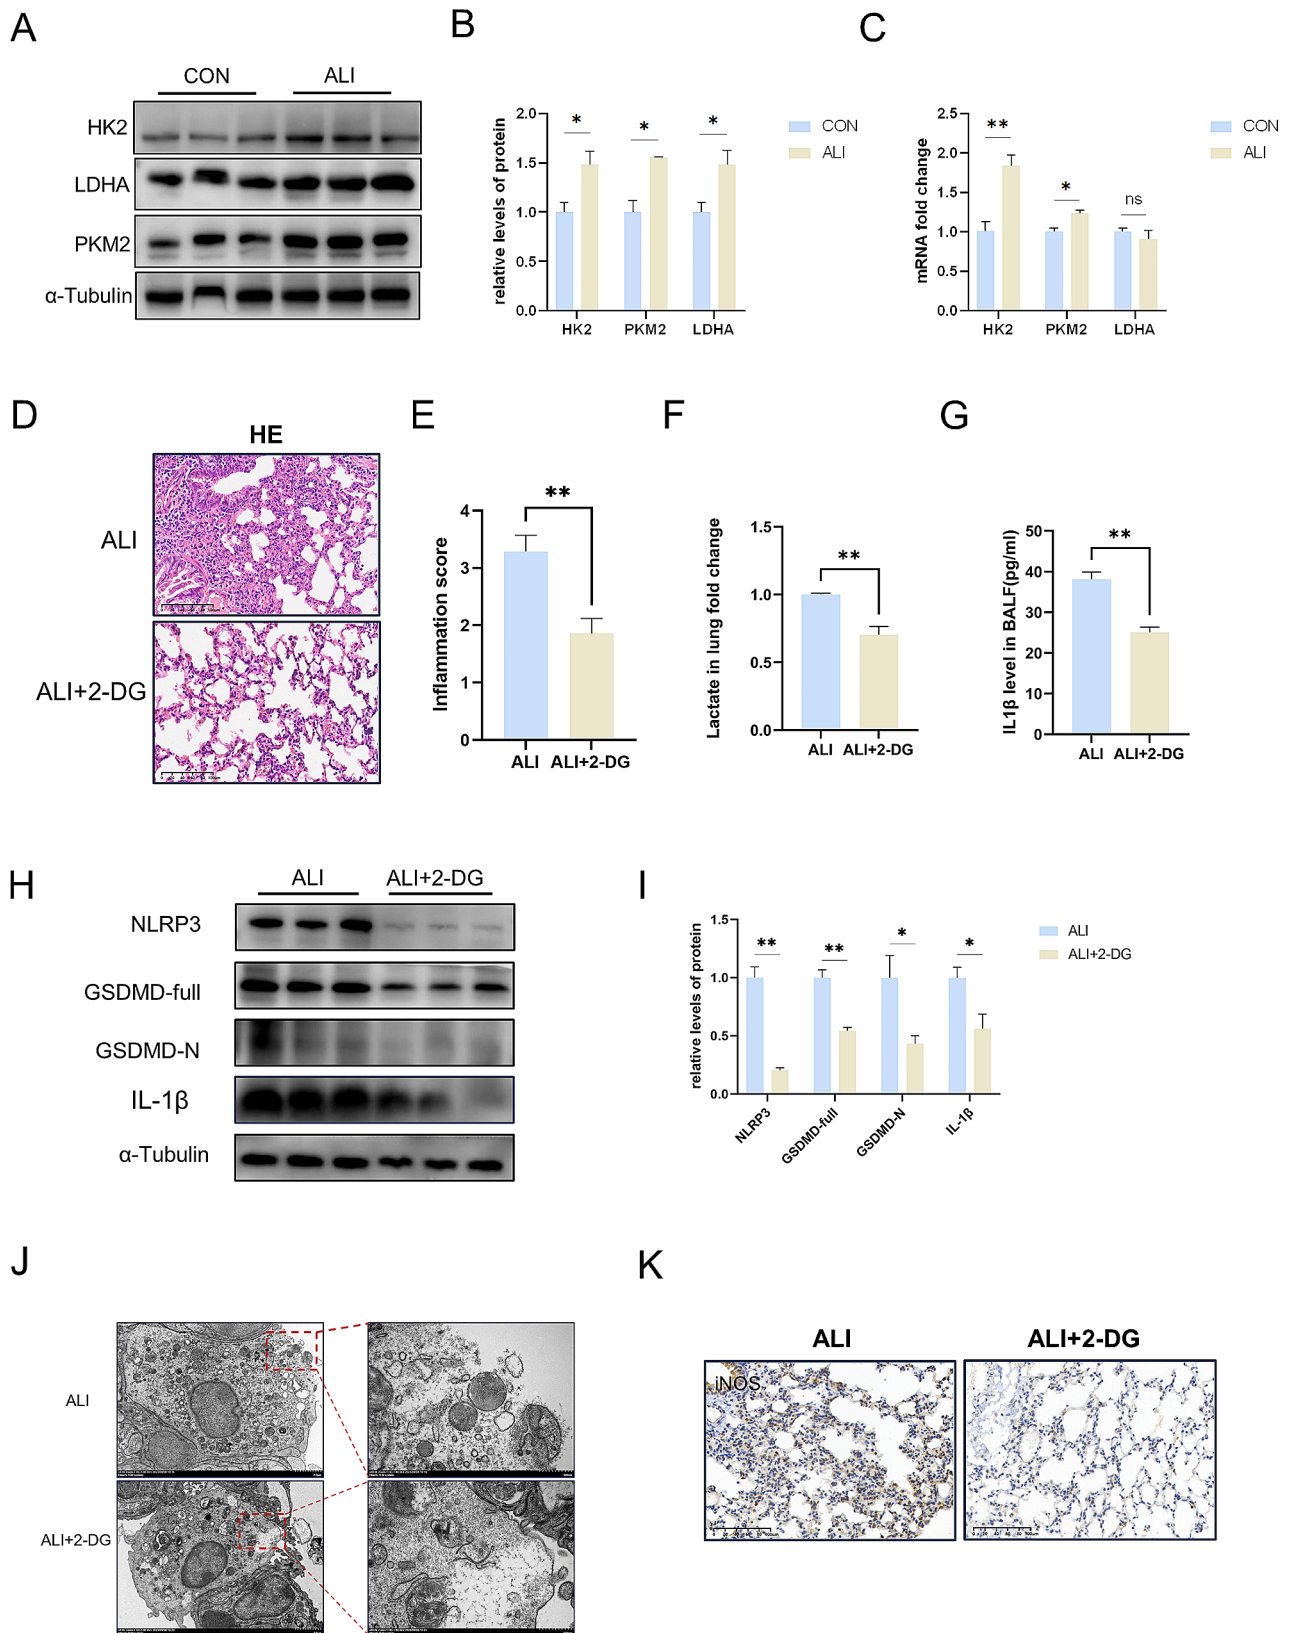 A
CON ALI
HK2
LDHA
PKM2
α-Tubulin
B
relative levels of protein
2.0
1.5
1.0
0.5
0.0
* * *
HK2 PKM2 LDHA
CON
ALI
C
mRNA fold change
2.5
2.0
1.5
1.0
0.5
0.0
** * ns
HK2 PKM2 LDHA
CON
ALI
D
HE
ALI
ALI+2-DG
E
Inflammation score
4
3
2
1
0
**
ALI ALI+2-DG
F
Lactate in lung fold change
1.5
1.0
0.5
0.0
**
ALI ALI+2-DG
G
IL1β level in BALF(pg/ml)
50
40
30
20
10
0
**
ALI ALI+2-DG
H
ALI ALI+2-DG
NLRP3
GSDMD-full
GSDMD-N
IL-1β
α-Tubulin
I
relative levels of protein
1.5
1.0
0.5
0.0
** ** * *
NLRP3 GSDMD-full GSDMD-N IL-1β
ALI
ALI+2-DG
J
ALI
ALI+2-DG
K
ALI ALI+2-DG
iNOS